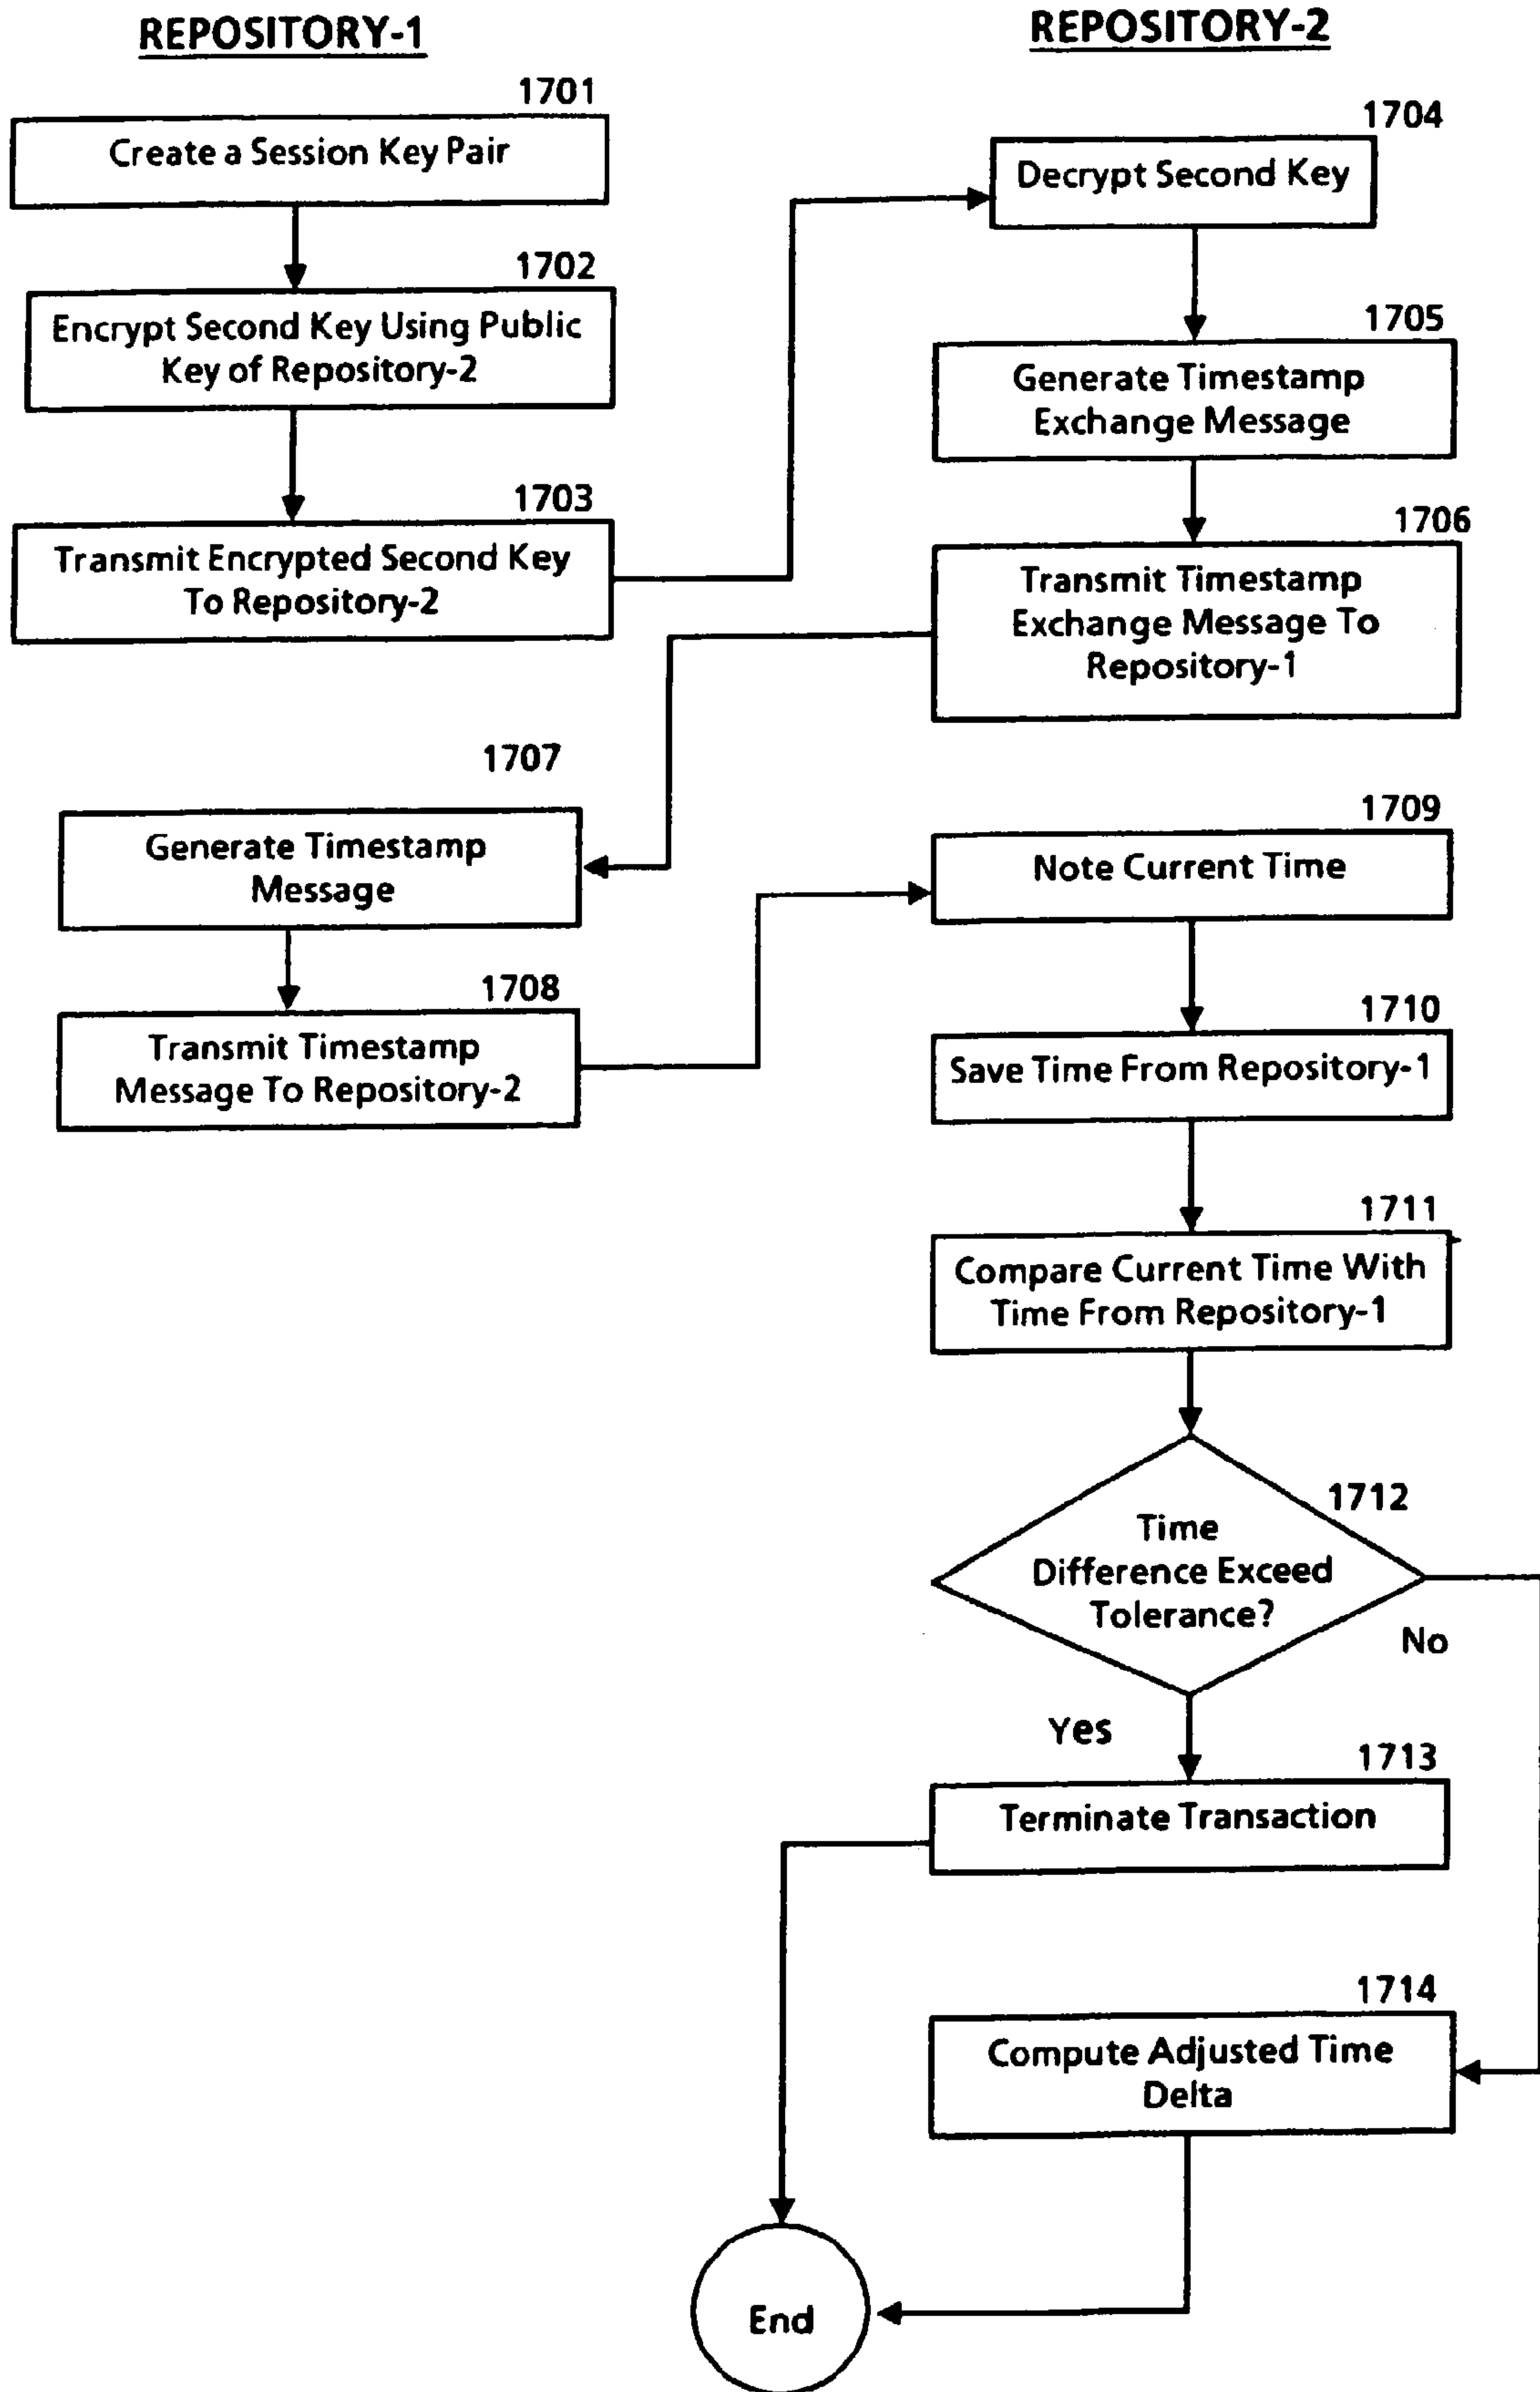 REPOSITORY-1
1701
Create a Session Key Pair
1702
Encrypt Second Key Using Public
Key of Repository-2
1703
Transmit Encrypted Second Key
To Repository-2
REPOSITORY-2
1704
Decrypt Second Key
1705
Generate Timestamp
Exchange Message
1706
Transmit Timestamp
Exchange Message To
Repository-1
1707
Generate Timestamp
Message
1708
Transmit Timestamp
Message To Repository-2
1709
Note Current Time
1710
Save Time From Repository-1
1711
Compare Current Time With
Time From Repository-1
1712
Time
Difference Exceed
Tolerance?
No
Yes
1713
Terminate Transaction
1714
Compute Adjusted Time
Delta
End